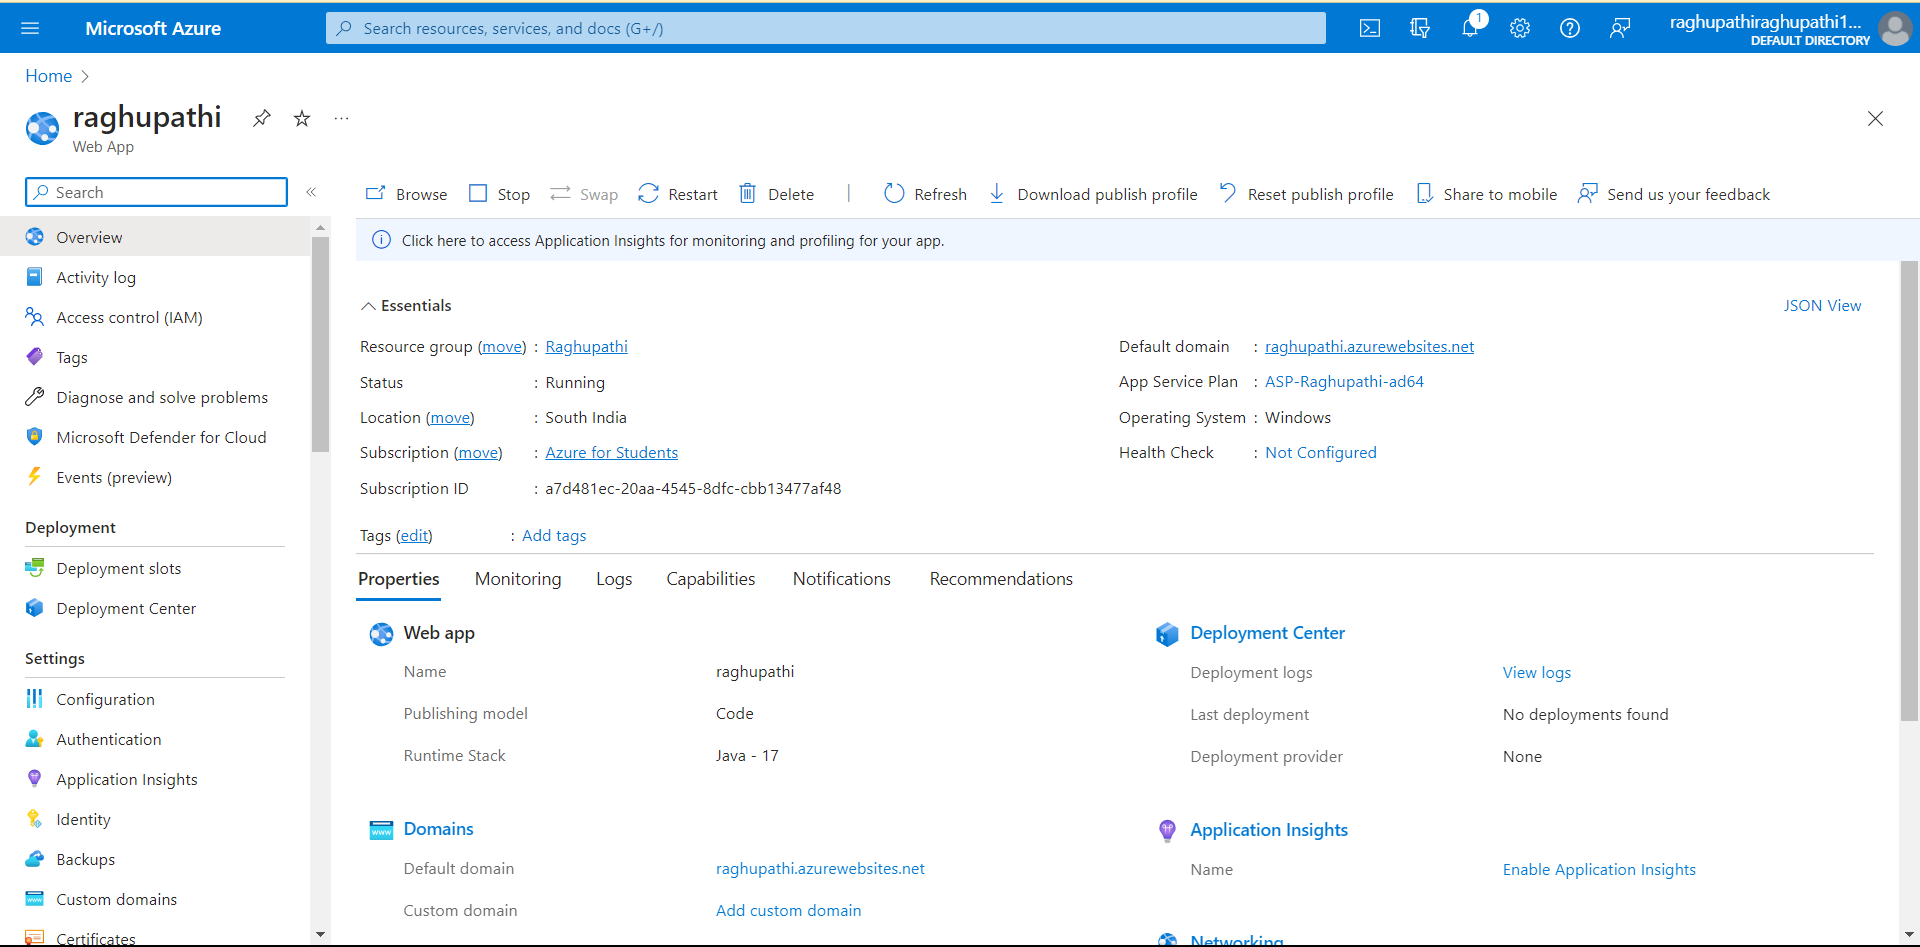 Microsoft Azure
Search resources, services, and docs (G+/)
1
raghupathiraghupathi1...
DEFAULT DIRECTORY
Home
raghupathi
Web App
Search
Overview
Activity log
Access control (IAM)
Tags
Diagnose and solve problems
Microsoft Defender for Cloud
Events (preview)
Deployment
Deployment slots
Deployment Center
Settings
Configuration
Authentication
Application Insights
Identity
Backups
Custom domains
Certificates
Browse Stop Swap Restart Delete Refresh Download publish profile Reset publish profile Share to mobile Send us your feedback
Click here to access Application Insights for monitoring and profiling for your app.
Essentials
JSON View
Resource group (move) : Raghupathi
Status : Running
Location (move) : South India
Subscription (move) : Azure for Students
Subscription ID : a7d481ec-20aa-4545-8dfc-cbb13477af48
Default domain : raghupathi.azurewebsites.net
App Service Plan : ASP-Raghupathi-ad64
Operating System : Windows
Health Check : Not Configured
Tags (edit) : Add tags
Properties Monitoring Logs Capabilities Notifications Recommendations
Web app
Name raghupathi
Publishing model Code
Runtime Stack Java - 17
Domains
www
Default domain raghupathi.azurewebsites.net
Custom domain Add custom domain
Deployment Center
Deployment logs View logs
Last deployment No deployments found
Deployment provider None
Application Insights
Name Enable Application Insights
Networking